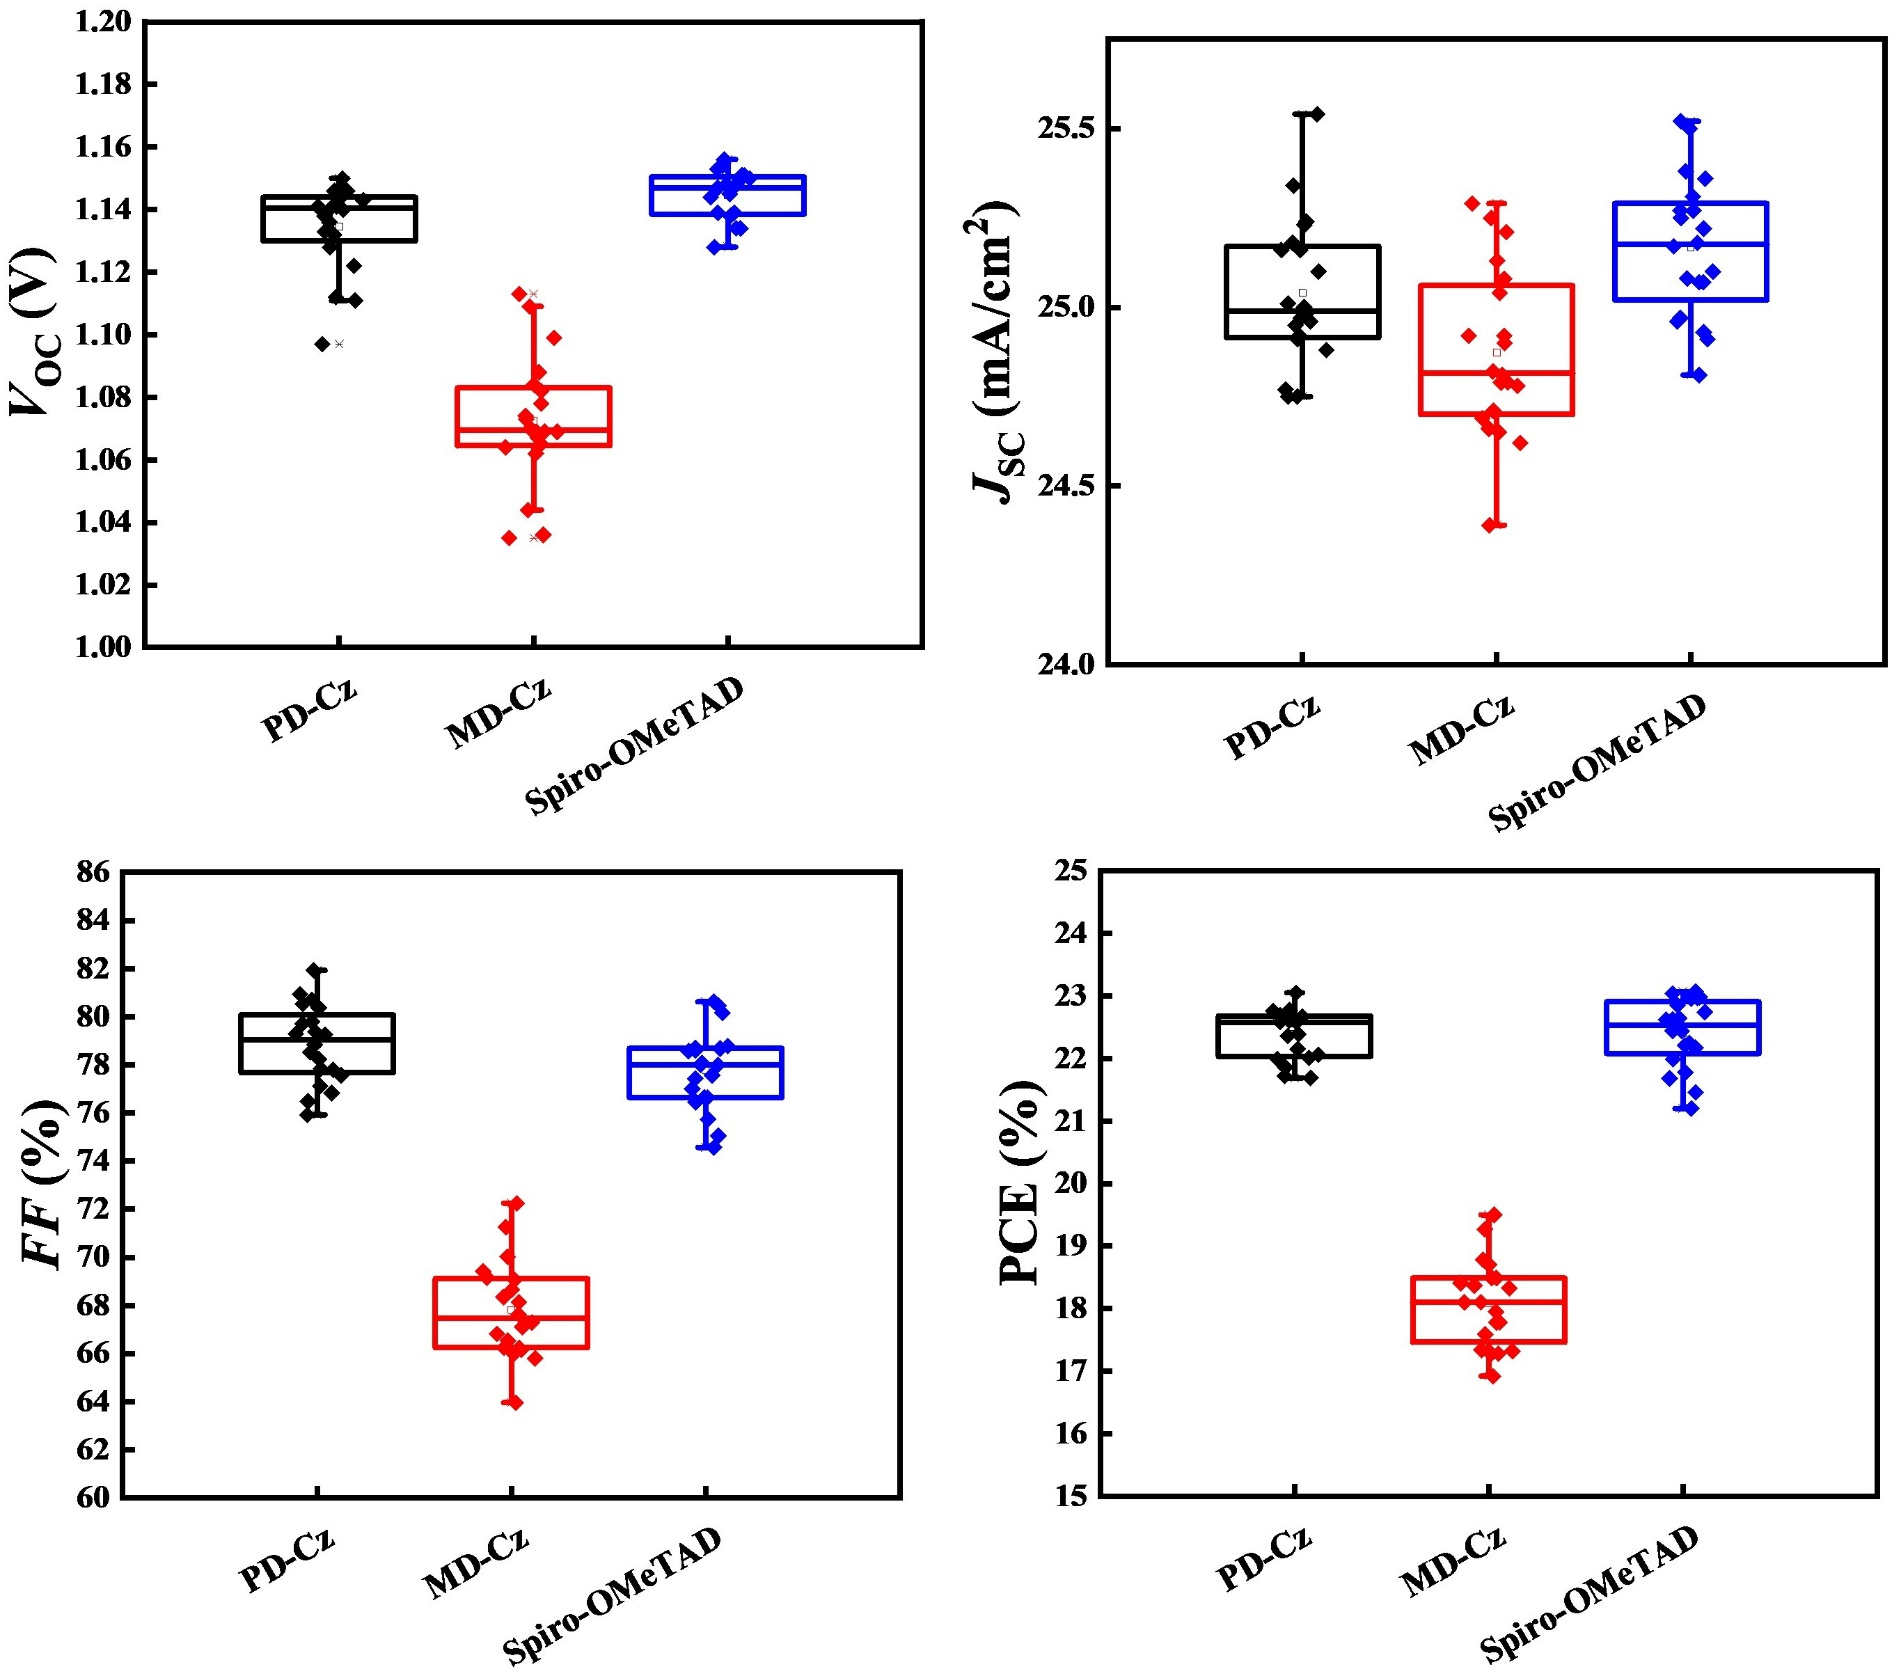 1.20
1.18
1.16
1.14
1.12
1.10
1.08
1.06
1.04
1.02
1.00
VOC (V)
PD-Cz
MD-Cz
Spiro-OMeTAD
25.5
25.0
24.5
24.0
JSC (mA/cm²)
PD-Cz
MD-Cz
Spiro-OMeTAD
86
84
82
80
78
76
74
72
70
68
66
64
62
60
FF (%)
PD-Cz
MD-Cz
Spiro-OMeTAD
25
24
23
22
21
20
19
18
17
16
15
PCE (%)
PD-Cz
MD-Cz
Spiro-OMeTAD